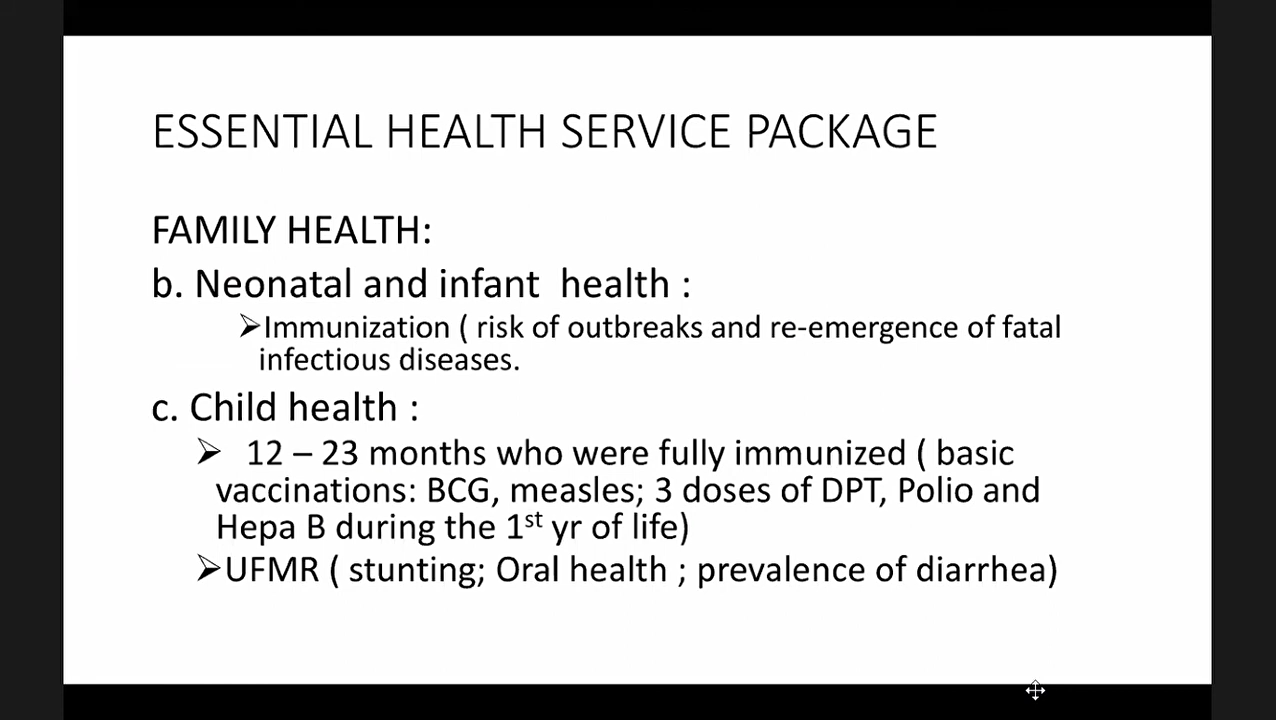 ESSENTIAL HEALTH SERVICE PACKAGE
FAMILY HEALTH:
b. Neonatal and infant  health :
➢Immunization ( risk of outbreaks and re-emergence of fatal
infectious diseases.
c. Child health :
➢ 12 – 23 months who were fully immunized ( basic
vaccinations: BCG, measles; 3 doses of DPT, Polio and
Hepa B during the 1st yr of life)
➢UFMR ( stunting; Oral health ; prevalence of diarrhea)